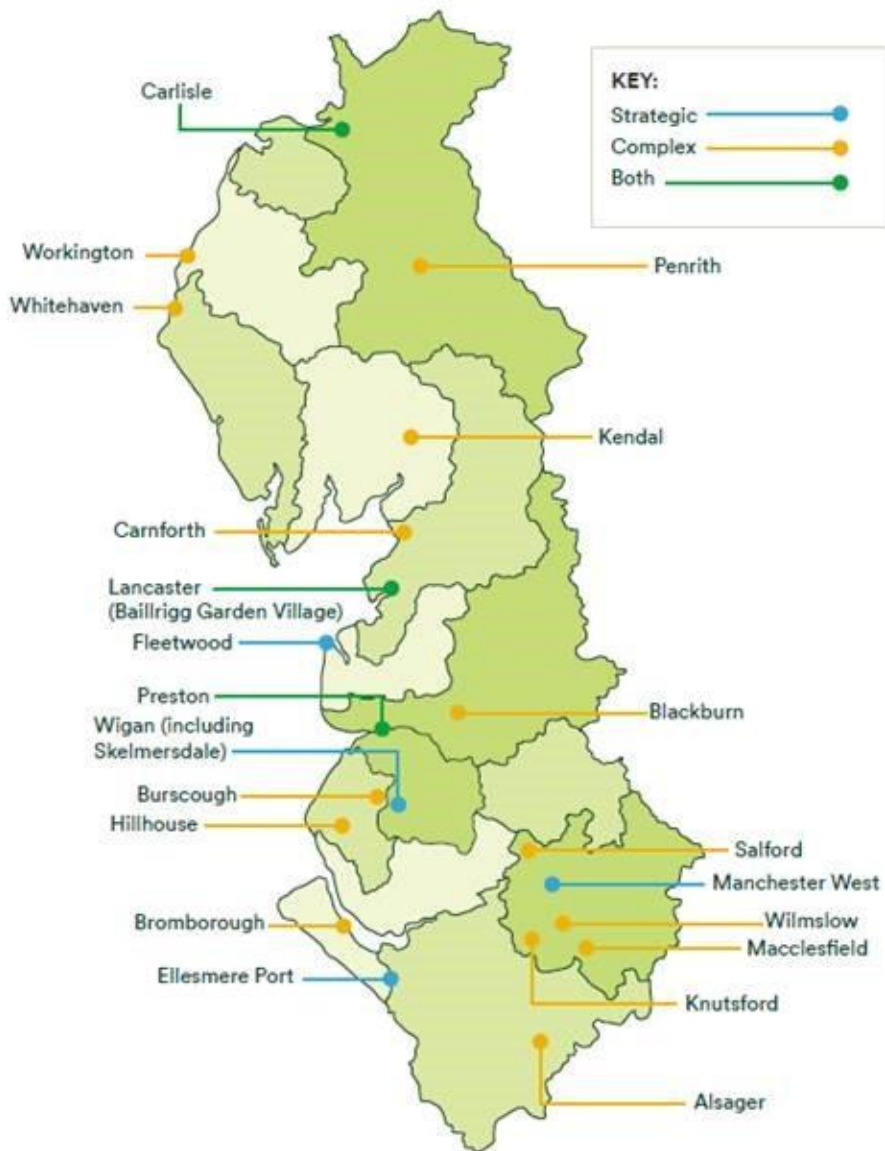 KEY:
Strategic
Complex
Both
Carlisle
Workington
Penrith
Whitehaven
Kendal
Carnforth
Lancaster
(Baillrigg Garden Village)
Fleetwood
Preston
Blackburn
Wigan (including
Skelmersdale)
Burscough
Hillhouse
Salford
Manchester West
Bromborough
Wilmslow
Macclesfield
Ellesmere Port
Knutsford
Alsager